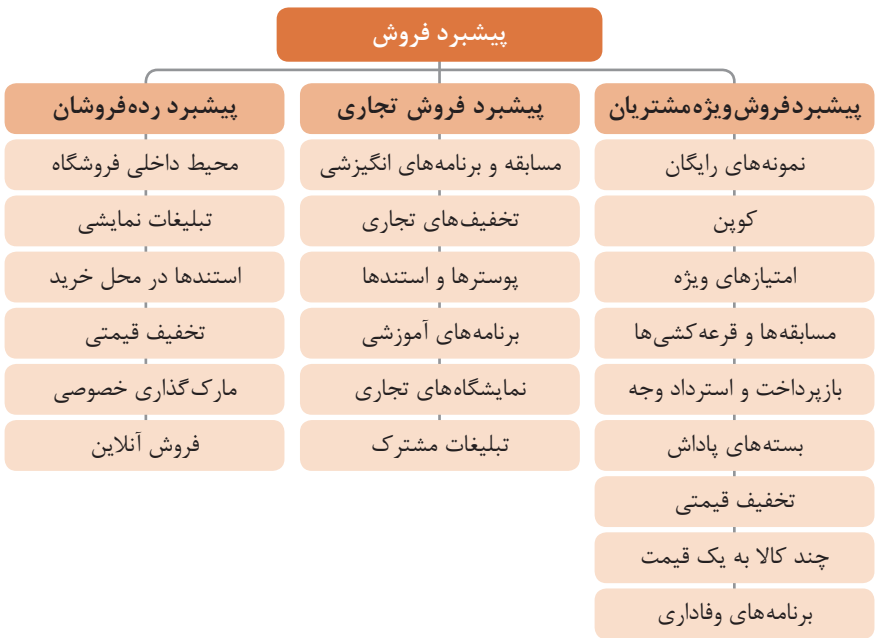 پیشبرد فروش
پیشبرد فروش ویژه مشتریان
نمونه‌های رایگان
کوپن
امتیازهای ویژه
مسابقه‌ها و قرعه‌کشی‌ها
بازپرداخت و استرداد وجه
بسته‌های پاداش
تخفیف قیمتی
چند کالا به یک قیمت
برنامه‌های وفاداری
پیشبرد فروش تجاری
مسابقه و برنامه‌های انگیزشی
تخفیف‌های تجاری
پوسترها و استندها
برنامه‌های آموزشی
نمایشگاه‌های تجاری
تبلیغات مشترک
پیشبرد رده‌فروشان
محیط داخلی فروشگاه
تبلیغات نمایشی
استندها در محل خرید
تخفیف قیمتی
مارک‌گذاری خصوصی
فروش آنلاین